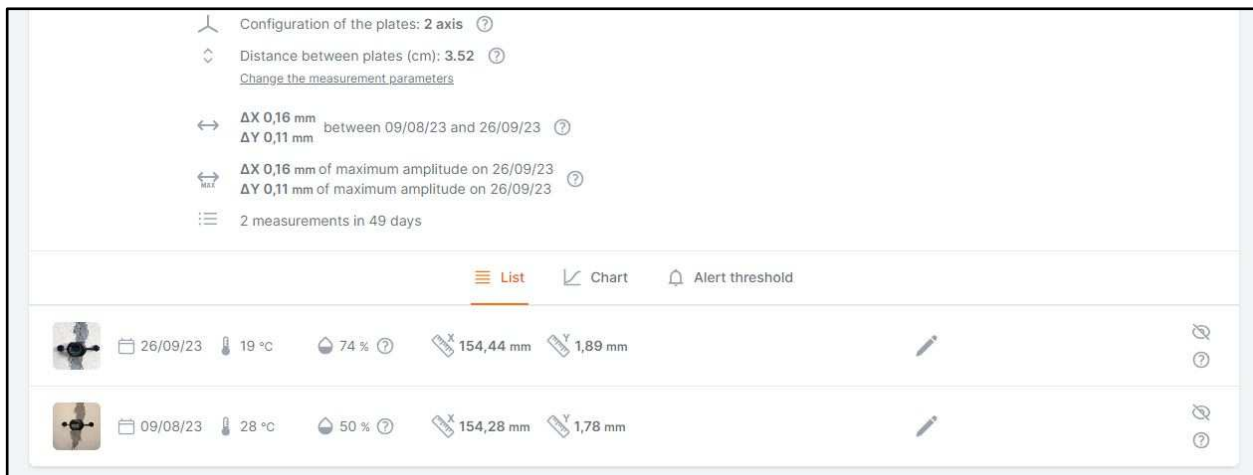 Configuration of the plates: 2 axis ?
Distance between plates (cm): 3.52 ?
Change the measurement parameters
ΔX 0,16 mm
ΔY 0,11 mm between 09/08/23 and 26/09/23 ?
MAX ΔX 0,16 mm of maximum amplitude on 26/09/23
ΔY 0,11 mm of maximum amplitude on 26/09/23 ?
2 measurements in 49 days
List Chart Alert threshold
26/09/23 19 °C 74 % ? X 154,44 mm Y 1,89 mm ?
09/08/23 28 °C 50 % ? X 154,28 mm Y 1,78 mm ?